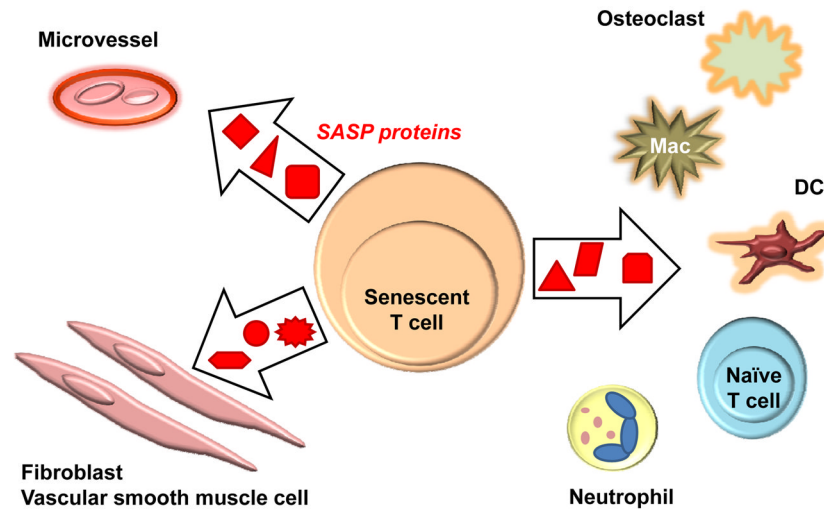 Osteoclast
Microvessel
SASP proteins
Mac
DC
Senescent
T cell
Naïve
T cell
Fibroblast
Vascular smooth muscle cell
Neutrophil